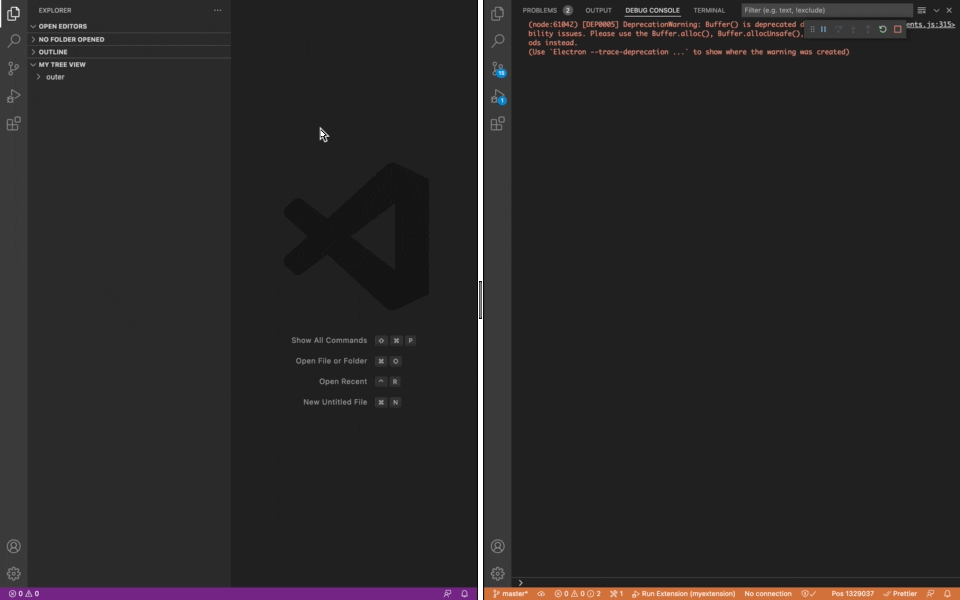 EXPLORER
OPEN EDITORS
NO FOLDER OPENED
OUTLINE
MY TREE VIEW
outer
Show All Commands ⇧ ⌘ P
Open File or Folder ⌘ O
Open Recent ^ R
New Untitled File ⌘ N
0 0
PROBLEMS 2 OUTPUT DEBUG CONSOLE TERMINAL Filter (e.g. text, !exclude)
(node:61042) [DEP0005] DeprecationWarning: Buffer() is deprecated ents.js:315>
bility issues. Please use the Buffer.alloc(), Buffer.allocUnsafe(),
ods instead.
(Use `Electron --trace-deprecation ...` to show where the warning was created)
1
>
master* 0 0 2 1 Run Extension (myextension) No connection Pos 1329037 Prettier